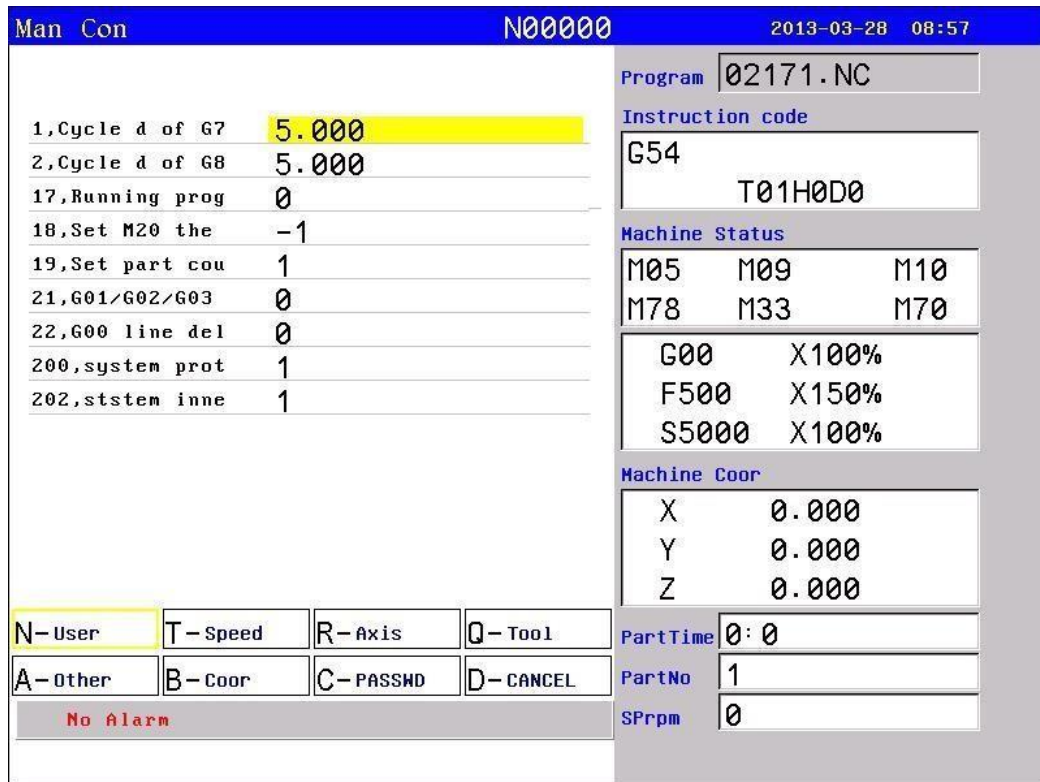 Man Con N00000 2013-03-28 08:57
1,Cycle d of G7 5.000
2,Cycle d of G8 5.000
17,Running prog 0
18,Set M20 the -1
19,Set part cou 1
21,G01/G02/G03 0
22,G00 line del 0
200,system prot 1
202,ststem inne 1
N-User T-Speed R-Axis Q-Tool
A-Other B-Coor C-PASSWD D-CANCEL
No Alarm
Program 02171.NC
Instruction code
G54
T01H0D0
Machine Status
M05 M09 M10
M78 M33 M70
G00 X100%
F500 X150%
S5000 X100%
Machine Coor
X 0.000
Y 0.000
Z 0.000
PartTime 0:0
PartNo 1
SPrpm 0